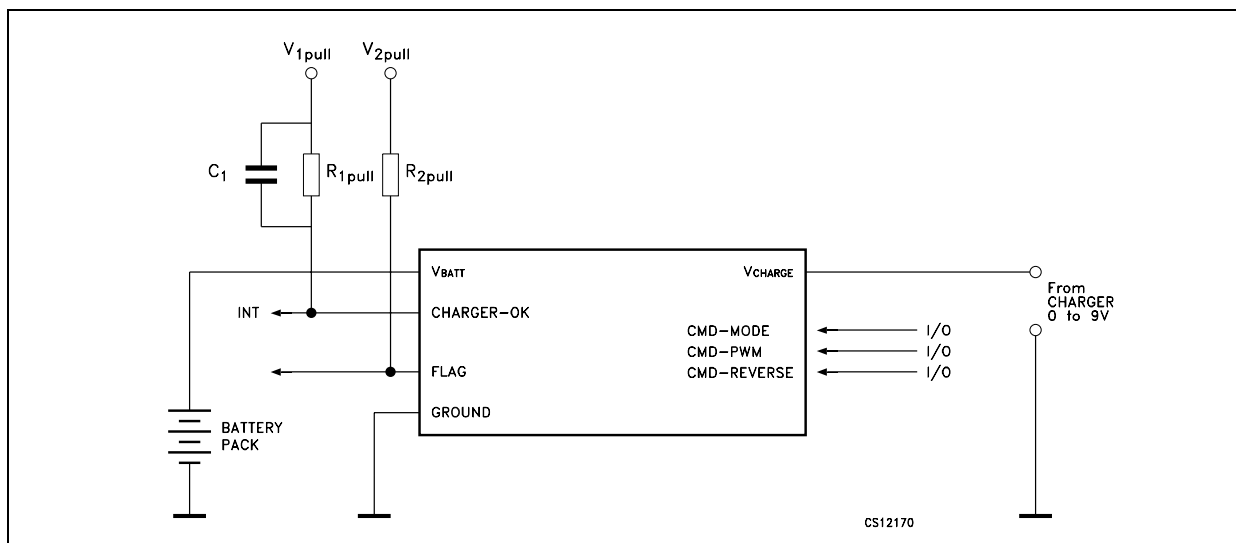 V1pull
V2pull
C1
R1pull
R2pull
VBATT
VCHARGE
INT
CHARGER-OK
From
CHARGER
0 to 9V
CMD-MODE
I/O
CMD-PWM
I/O
FLAG
CMD-REVERSE
I/O
GROUND
BATTERY
PACK
CS12170